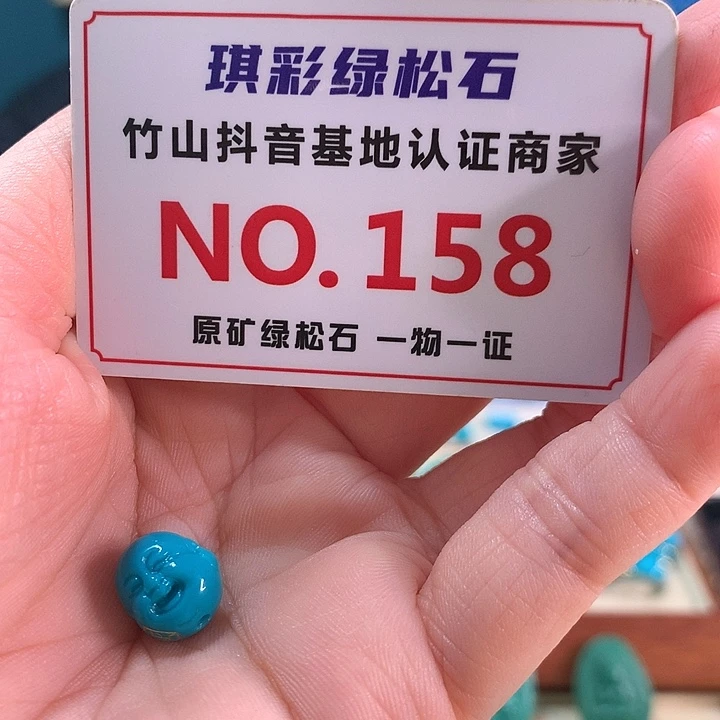 琪彩绿松石
竹山抖音基地认证商家
NO.158
原矿绿松石 一物一证